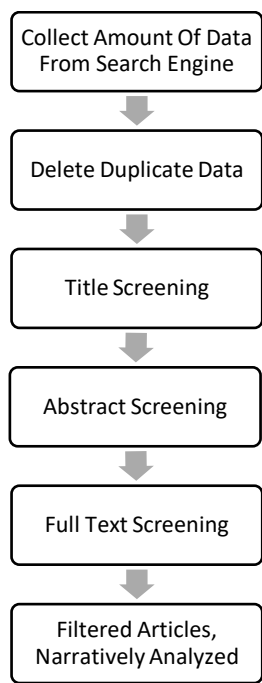 Collect Amount Of Data
From Search Engine
Delete Duplicate Data
Title Screening
Abstract Screening
Full Text Screening
Filtered Articles,
Narratively Analyzed